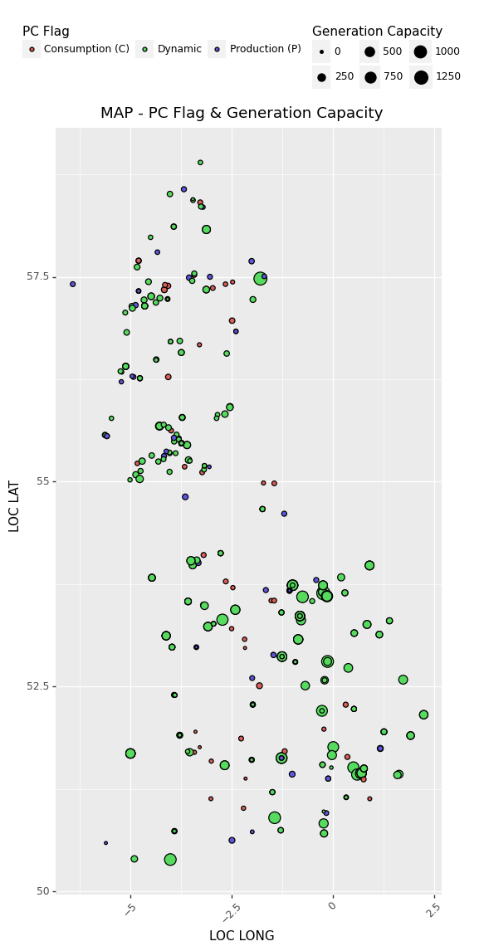 PC Flag
Consumption (C) Dynamic Production (P)
Generation Capacity
0 500 1000
250 750 1250
MAP - PC Flag & Generation Capacity
57.5
55
52.5
50
LOC LAT
−5 −2.5 0 2.5
LOC LONG